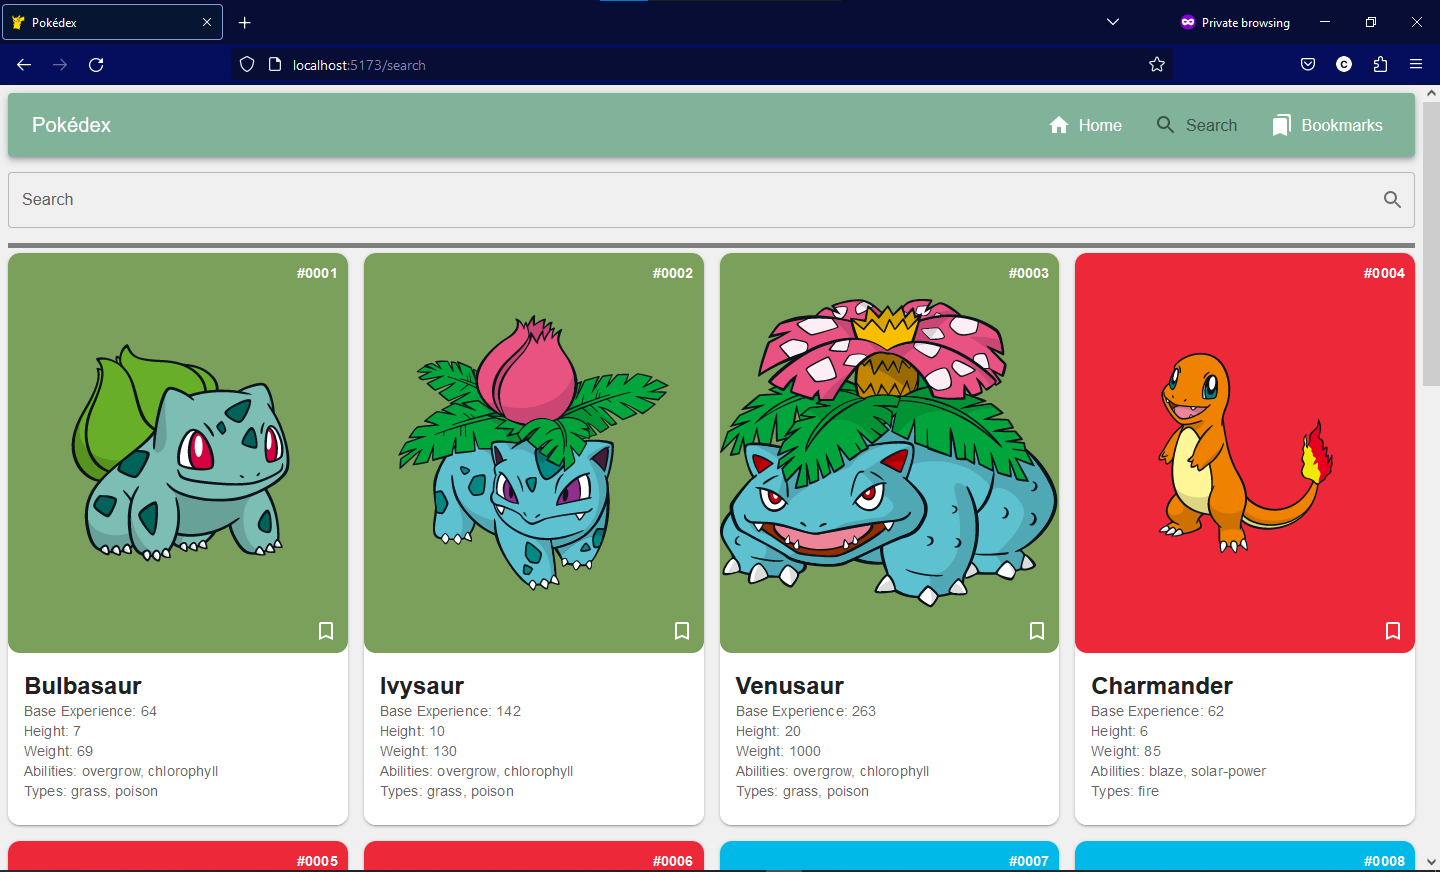 Pokédex
Private browsing
localhost:5173/search
Pokédex
Home
Search
Bookmarks
Search
#0001
#0002
#0003
#0004
Bulbasaur
Base Experience: 64
Height: 7
Weight: 69
Abilities: overgrow, chlorophyll
Types: grass, poison
Ivysaur
Base Experience: 142
Height: 10
Weight: 130
Abilities: overgrow, chlorophyll
Types: grass, poison
Venusaur
Base Experience: 263
Height: 20
Weight: 1000
Abilities: overgrow, chlorophyll
Types: grass, poison
Charmander
Base Experience: 62
Height: 6
Weight: 85
Abilities: blaze, solar-power
Types: fire
#0005
#0006
#0007
#0008